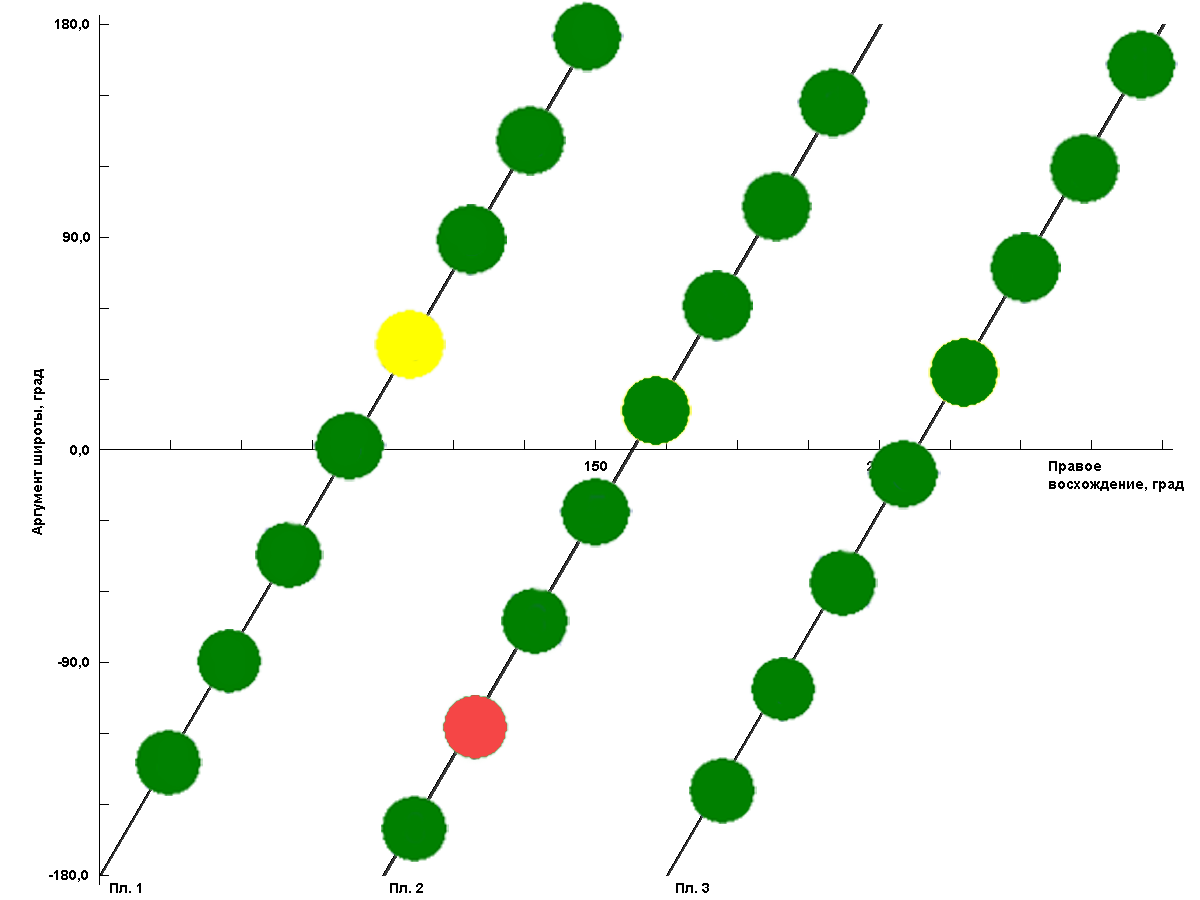 180,0
90,0
Аргумент широты, град
0,0
150
Правое
восхождение, град
-90,0
-180,0
Пл. 1
Пл. 2
Пл. 3